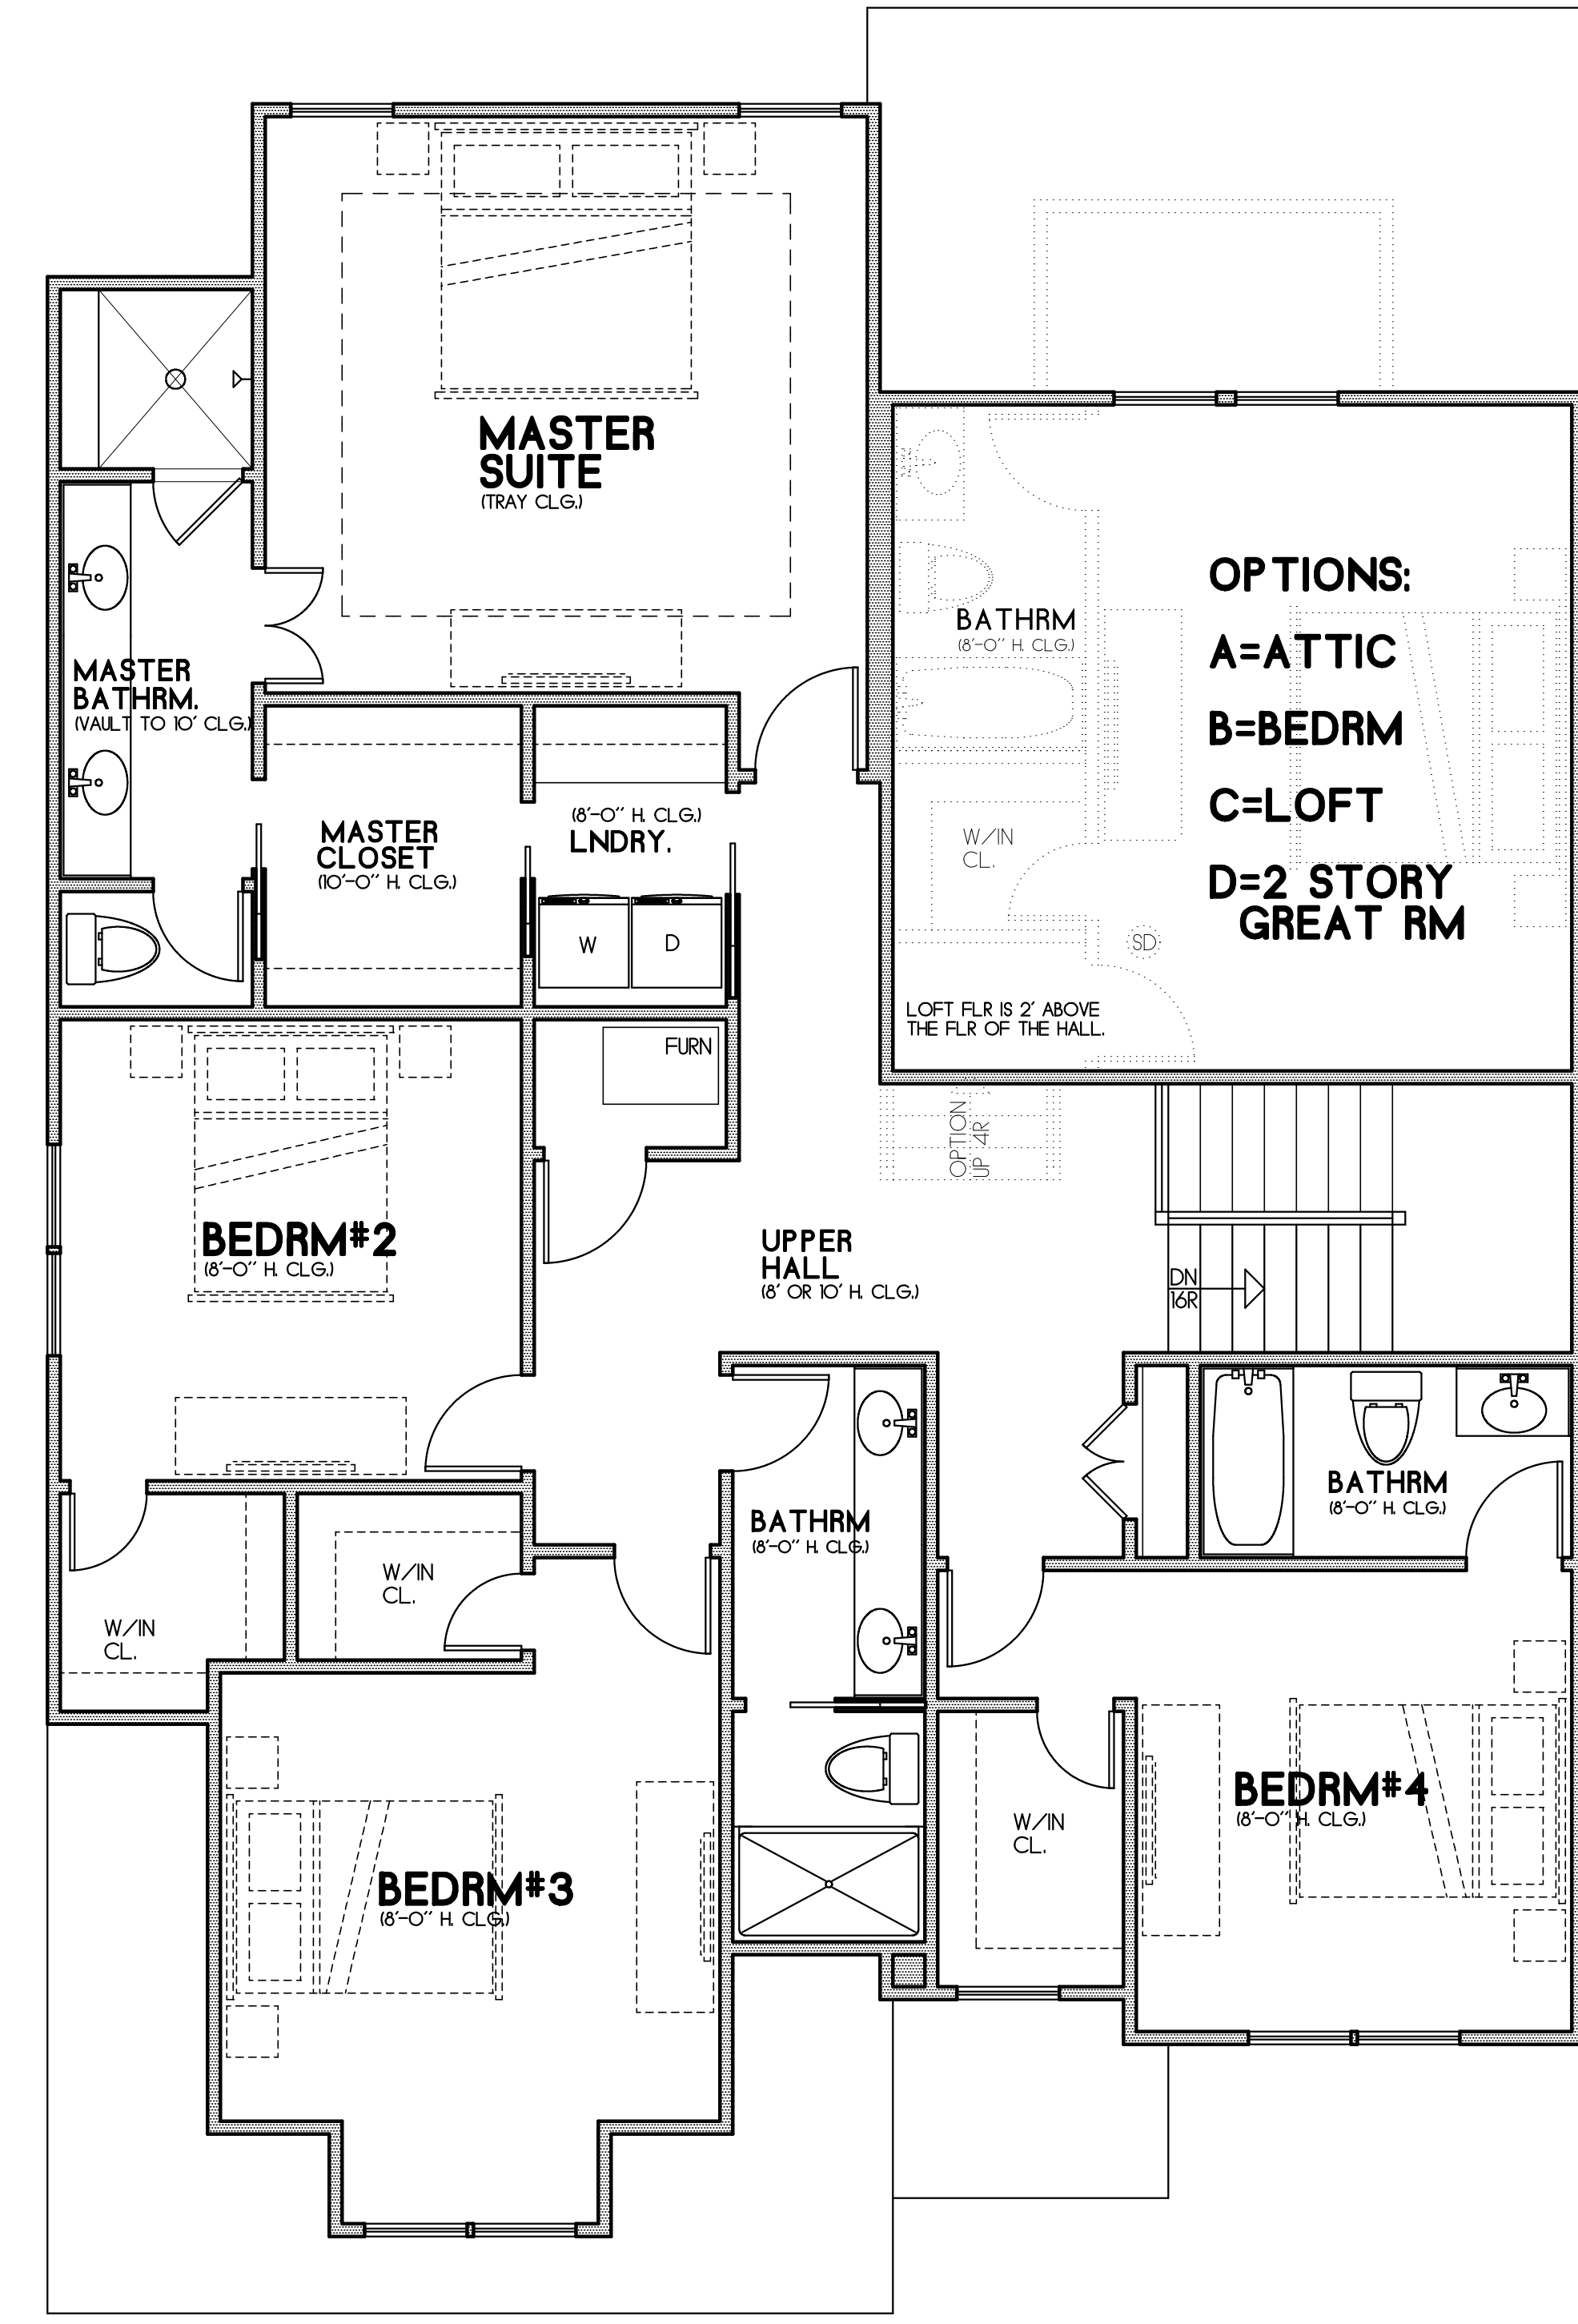 MASTER
SUITE
(TRAY CLG.)
OPTIONS:
A=ATTIC
B=BEDRM
C=LOFT
D=2 STORY
GREAT RM
BATHRM
(8'-0" H. CLG.)
W/IN
CL.
SD
LOFT FLR IS 2' ABOVE
THE FLR OF THE HALL.
MASTER
BATHRM.
(VAULT TO 10' CLG.)
MASTER
CLOSET
(10'-0" H. CLG.)
(8'-0" H. CLG.)
LNDRY.
W
D
FURN
OPTION
UP 4R
BEDRM#2
(8'-0" H. CLG.)
UPPER
HALL
(8' OR 10' H. CLG.)
DN
16R
BATHRM
(8'-0" H. CLG.)
BATHRM
(8'-0" H. CLG.)
W/IN
CL.
W/IN
CL.
BEDRM#3
(8'-0" H. CLG.)
W/IN
CL.
BEDRM#4
(8'-0" H. CLG.)